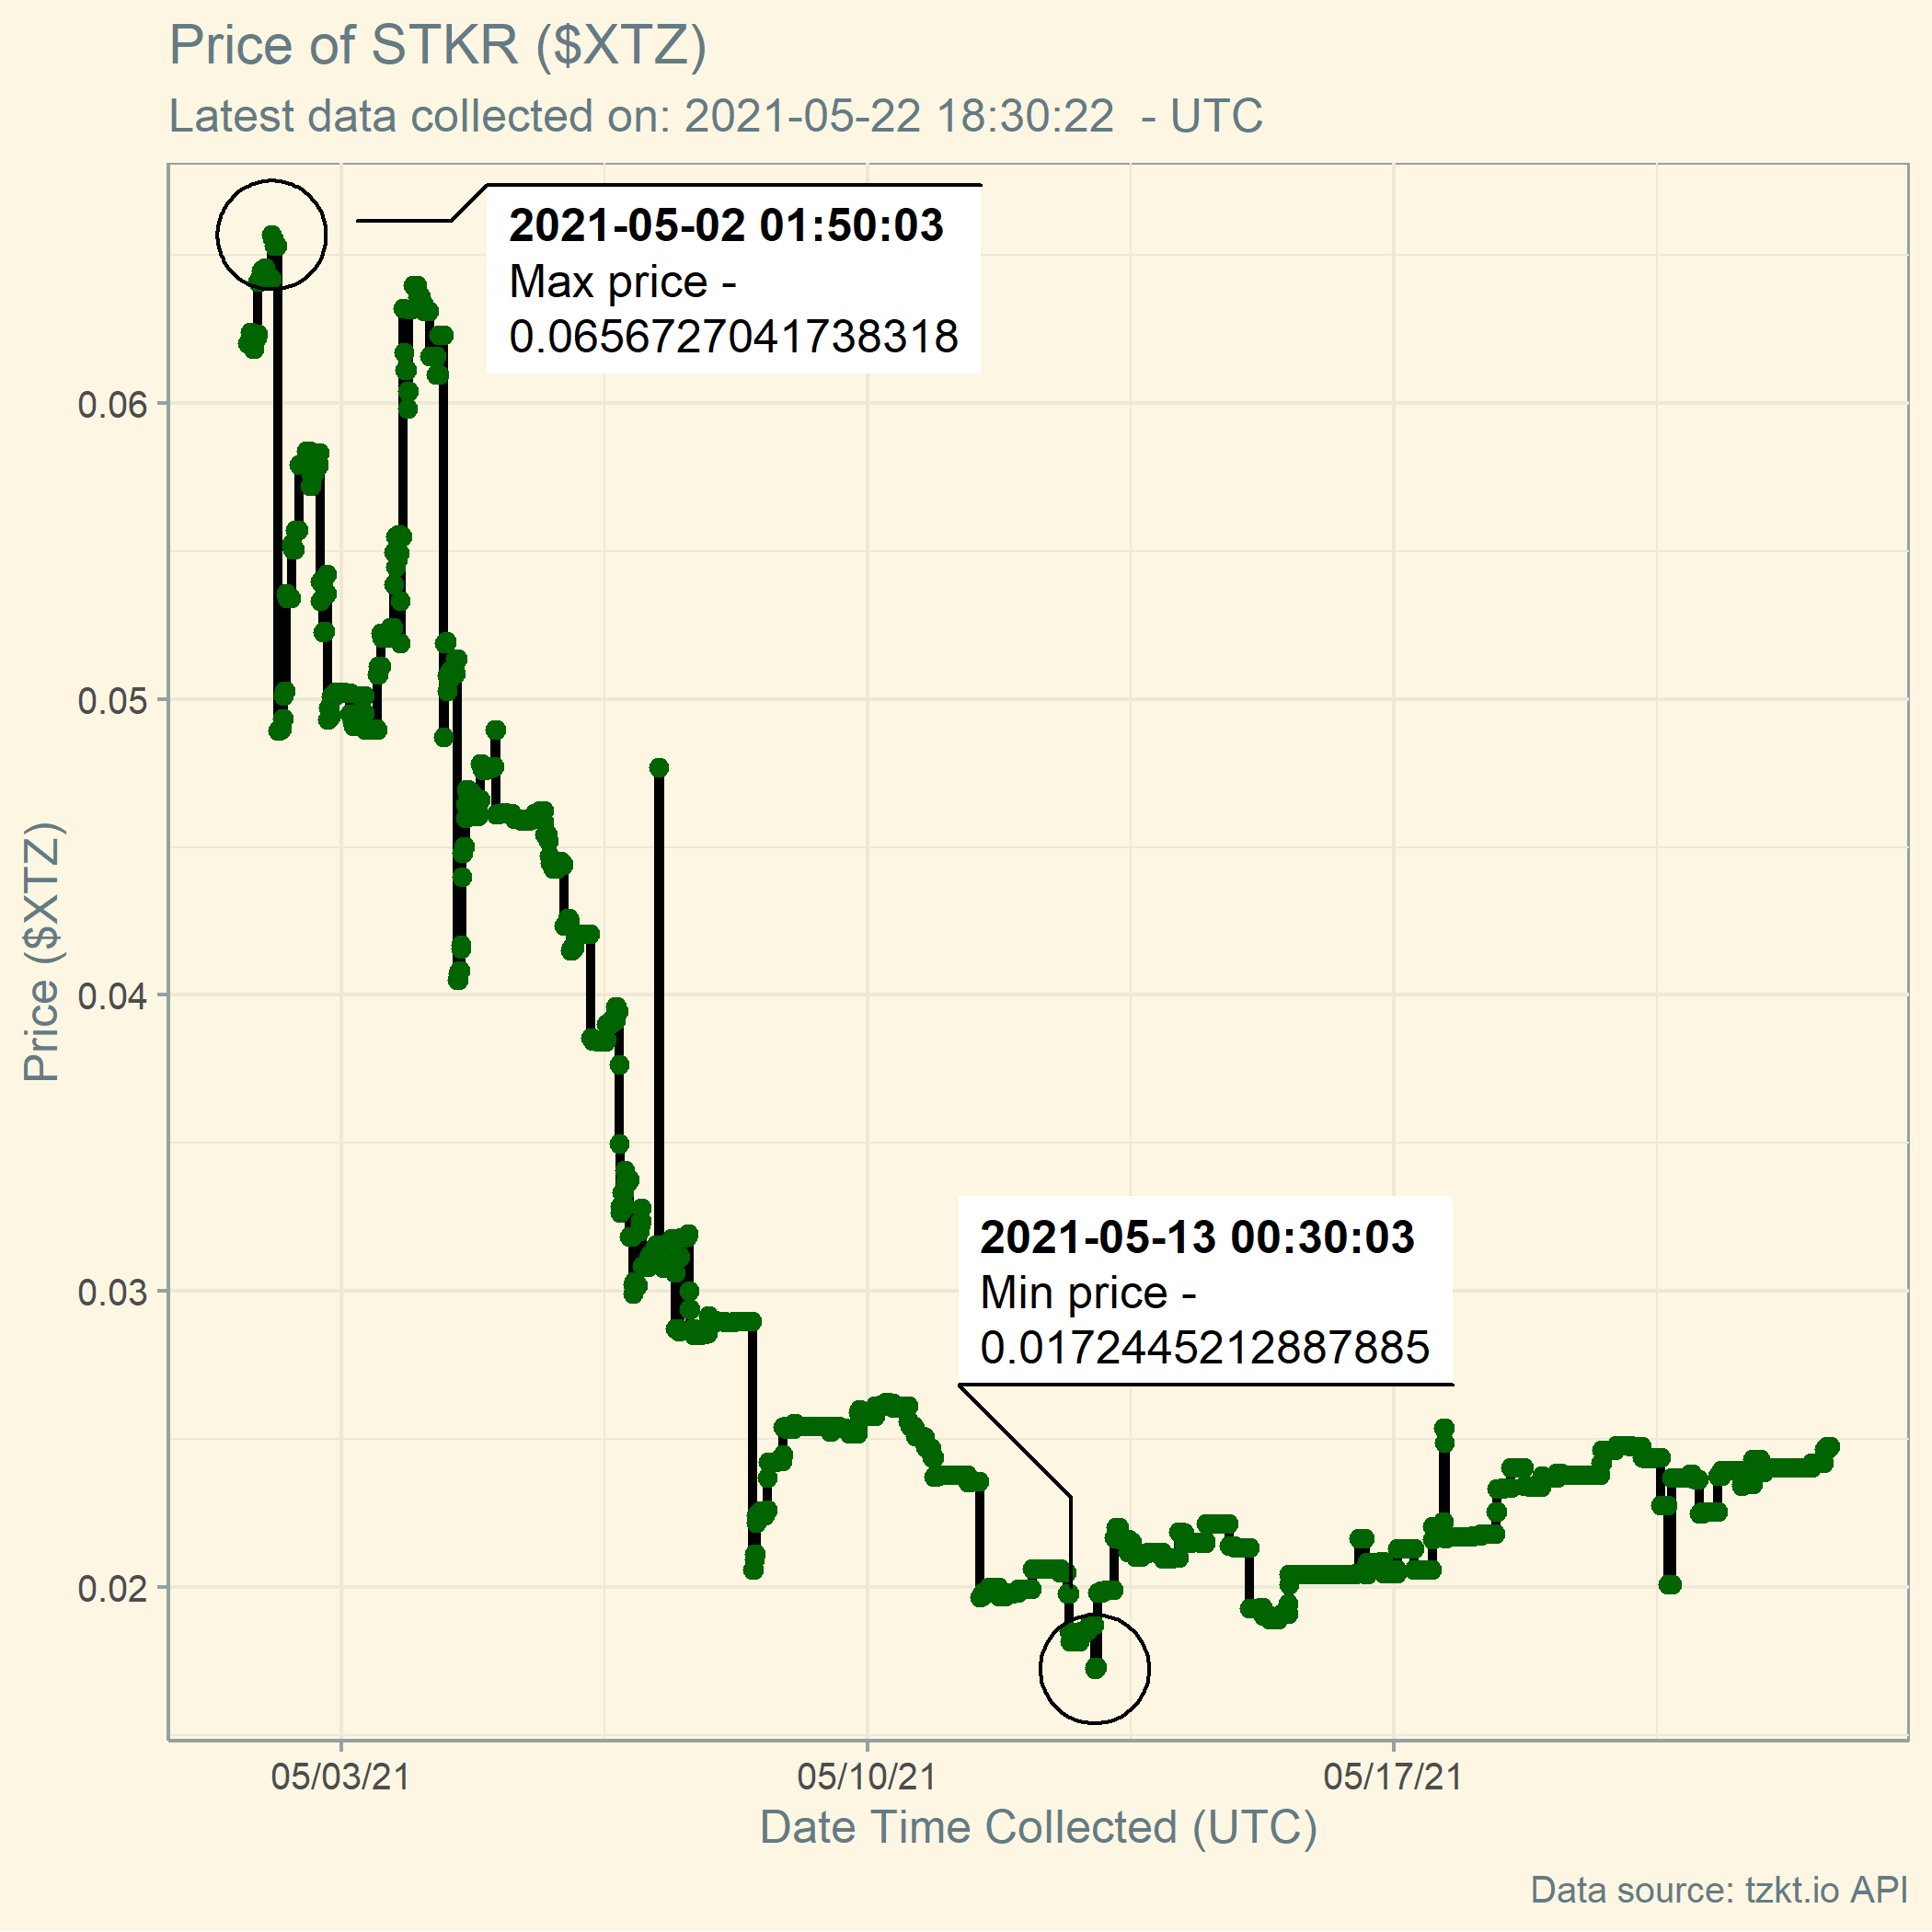 Price of STKR ($XTZ)
Latest data collected on: 2021-05-22 18:30:22  - UTC
2021-05-02 01:50:03
Max price -
0.0656727041738318
0.06
0.05
0.04
0.03
0.02
Price ($XTZ)
2021-05-13 00:30:03
Min price -
0.0172445212887885
05/03/21
05/10/21
05/17/21
Date Time Collected (UTC)
Data source: tzkt.io API